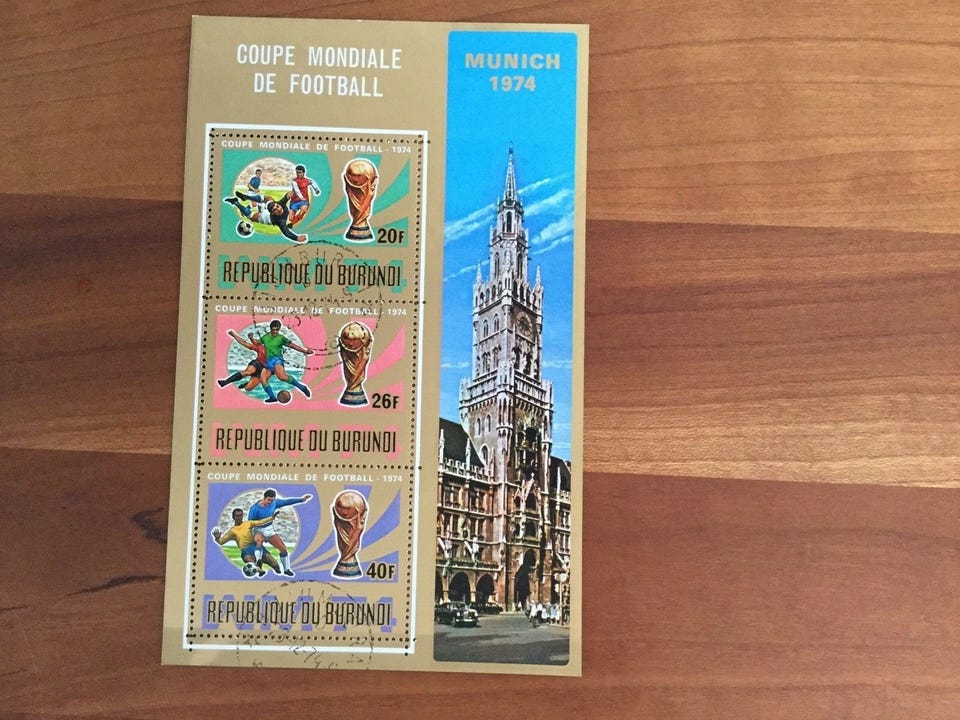 COUPE MONDIALE
DE FOOTBALL
MUNICH
1974
COUPE MONDIALE DE FOOTBALL - 1974
20F
REPUBLIQUE DU BURUNDI
COUPE MONDIALE DE FOOTBALL - 1974
26F
REPUBLIQUE DU BURUNDI
COUPE MONDIALE DE FOOTBALL - 1974
40F
REPUBLIQUE DU BURUNDI